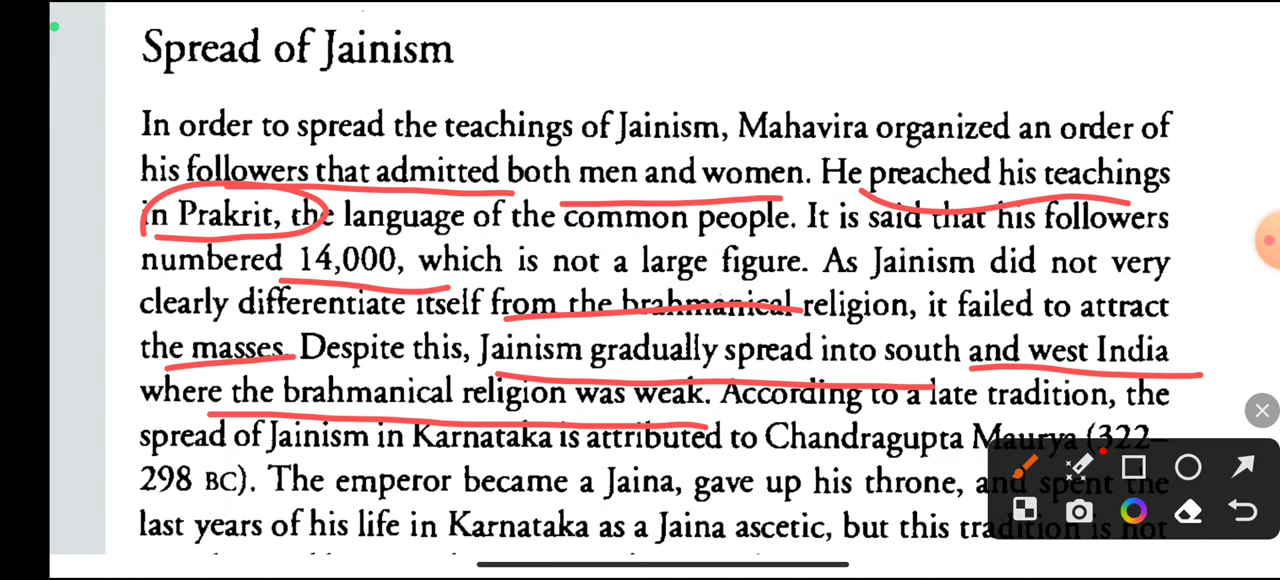 Spread of Jainism
In order to spread the teachings of Jainism, Mahavira organized an order of
his followers that admitted both men and women. He preached his teachings
in Prakrit, the language of the common people. It is said that his followers
numbered 14,000, which is not a large figure. As Jainism did not very
clearly differentiate itself from the brahmanical religion, it failed to attract
the masses. Despite this, Jainism gradually spread into south and west India
where the brahmanical religion was weak. According to a late tradition, the
spread of Jainism in Karnataka is attributed to Chandragupta Maurya (322–
298 BC). The emperor became a Jaina, gave up his throne, and spent the
last years of his life in Karnataka as a Jaina ascetic, but this tradition is not